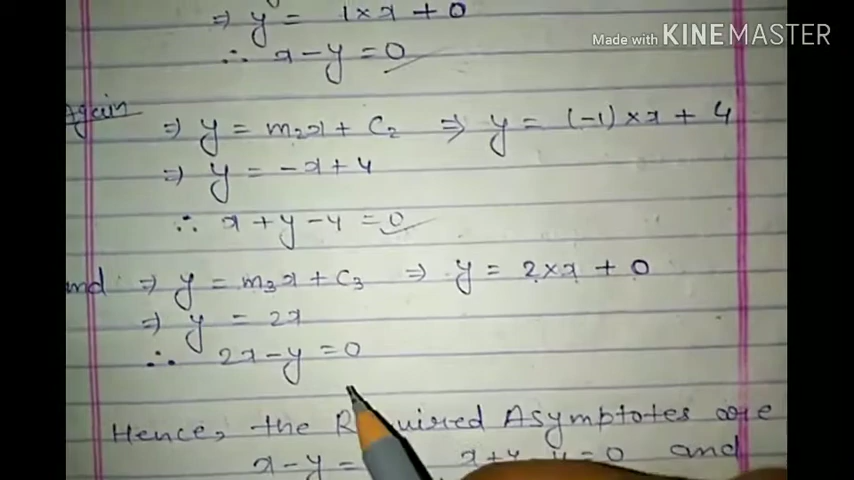 ⇒ y = 1×x + 0
Made with KINEMASTER
∴ x - y = 0
Again
⇒ y = m₂x + C₂ ⇒ y = (-1)×x + 4
⇒ y = -x + 4
∴ x + y - 4 = 0
and ⇒ y = m₃x + C₃ ⇒ y = 2×x + 0
⇒ y = 2x
∴ 2x - y = 0
Hence, the Required Asymptotes are
x - y = x + y = 0 and